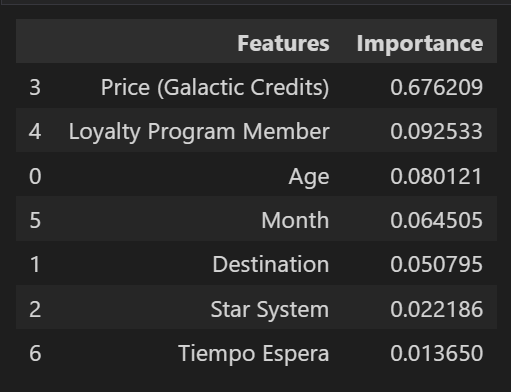 Features Importance
3 Price (Galactic Credits) 0.676209
4 Loyalty Program Member 0.092533
0 Age 0.080121
5 Month 0.064505
1 Destination 0.050795
2 Star System 0.022186
6 Tiempo Espera 0.013650